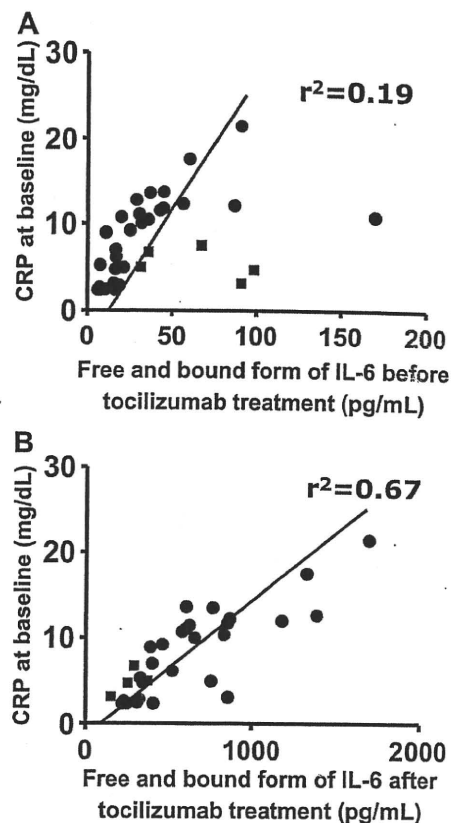 A
CRP at baseline (mg/dL)
30
20
10
0
r²=0.19
0 50 100 150 200
Free and bound form of IL-6 before
tocilizumab treatment (pg/mL)
B
CRP at baseline (mg/dL)
30
20
10
0
r²=0.67
0 1000 2000
Free and bound form of IL-6 after
tocilizumab treatment (pg/mL)